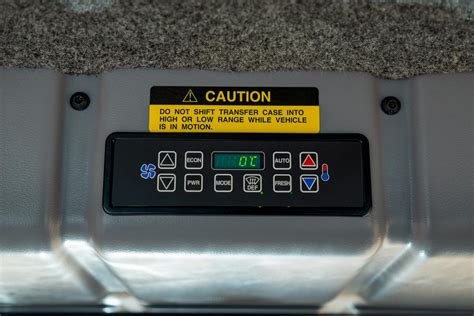 CAUTION
DO NOT SHIFT TRANSFER CASE INTO
HIGH OR LOW RANGE WHILE VEHICLE
IS IN MOTION.
ECON 0°C AUTO
PWR MODE DEF FRESH